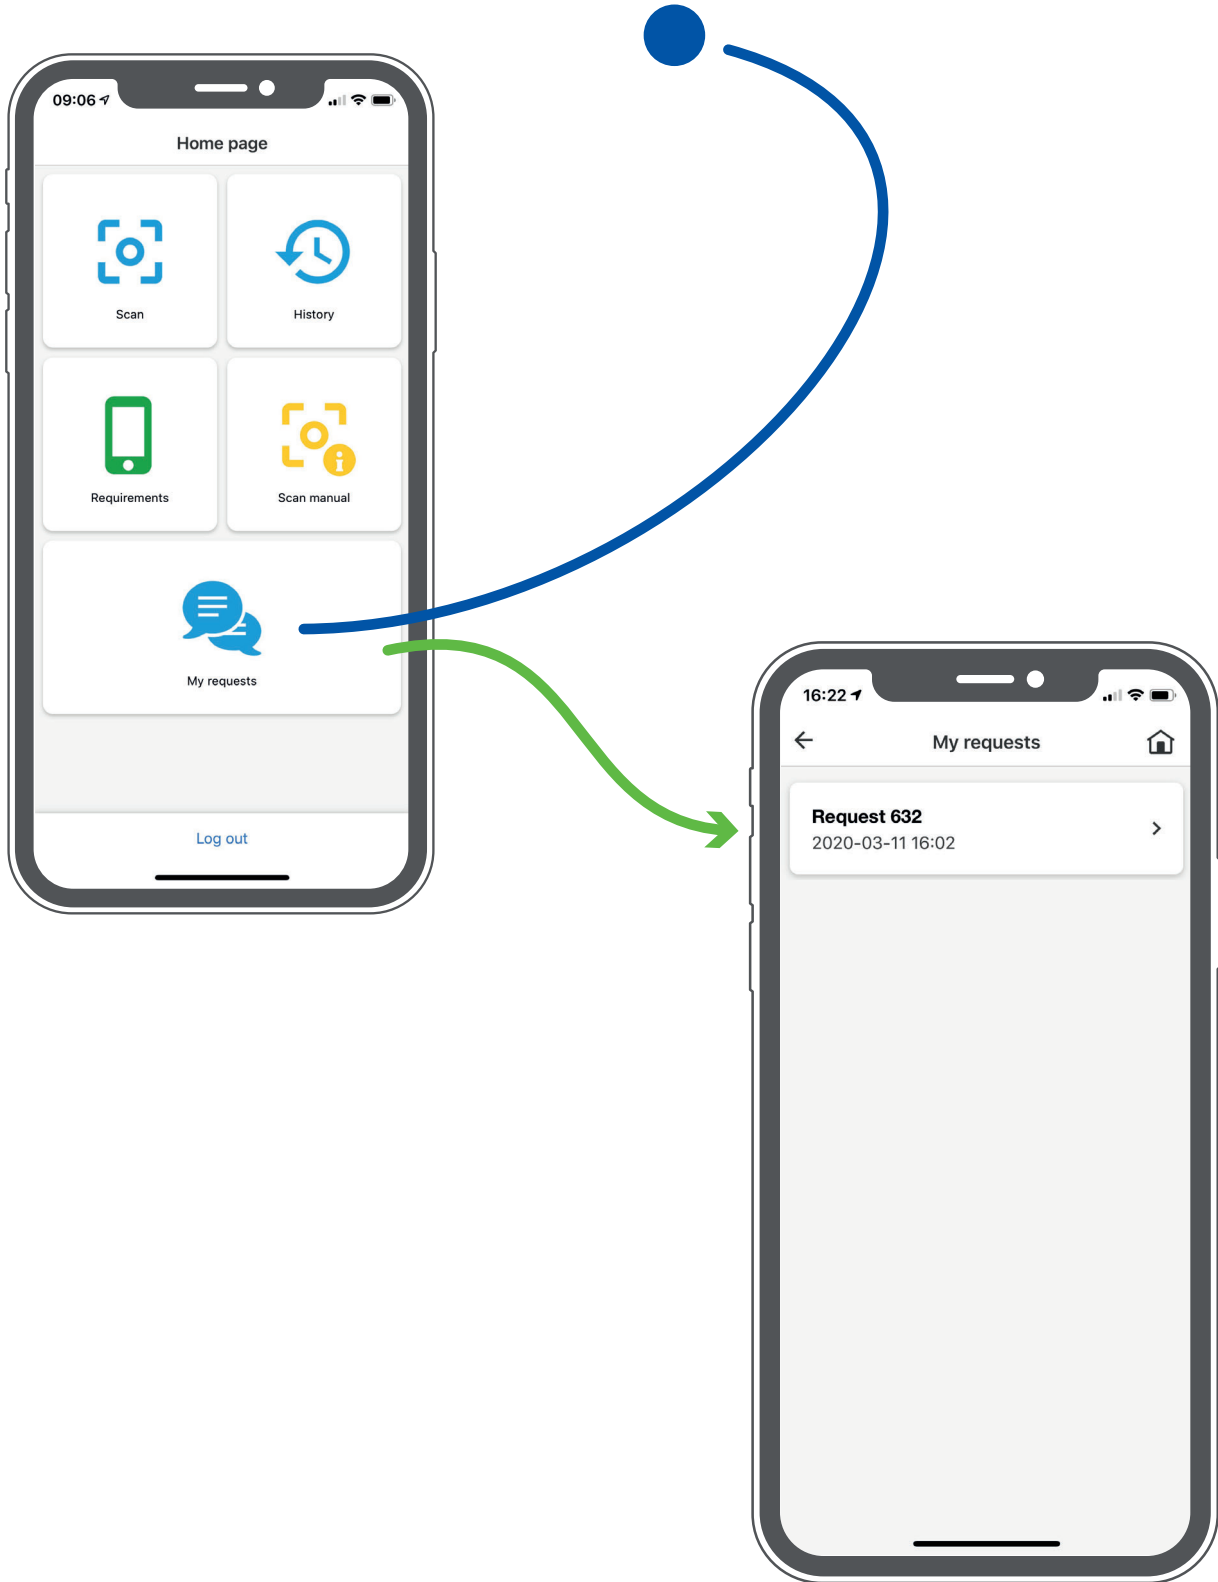 09:06
Home page
Scan
History
Requirements
Scan manual
My requests
Log out
16:22
My requests
Request 632
2020-03-11 16:02